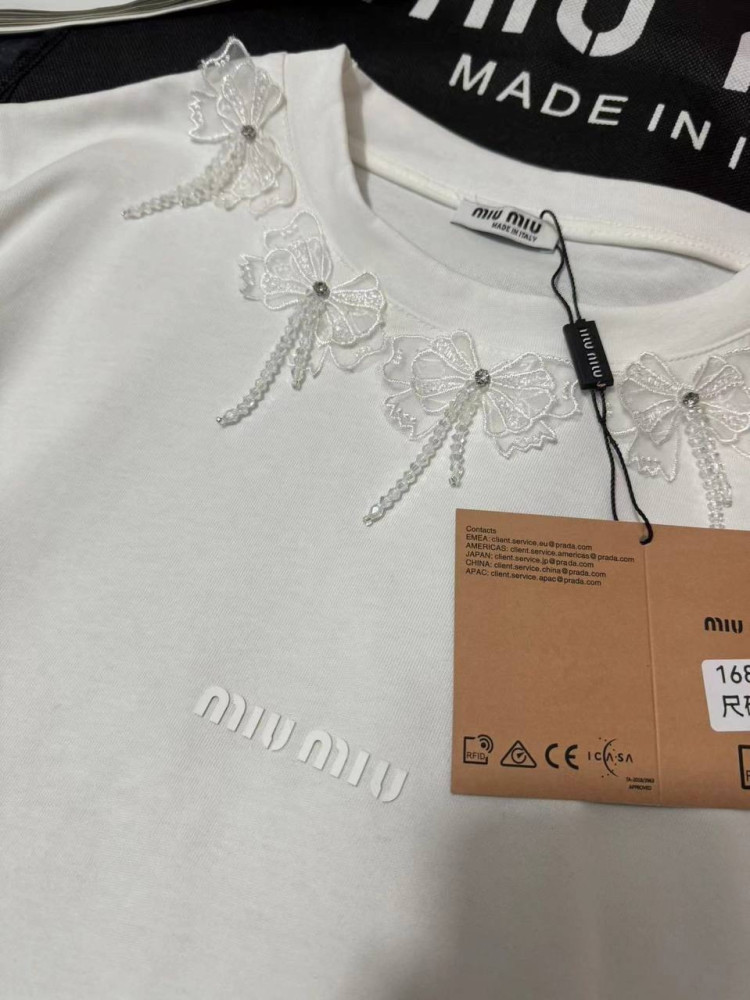 MIU
MADE IN I
miu miu
MADE IN ITALY
miu miu
Contacts
EMEA: client.service.eu@prada.com
AMERICAS: client.service.americas@prada.com
JAPAN: client.service.jp@prada.com
CHINA: client.service.china@prada.com
APAC: client.service.apac@prada.com
miu
168
尺码
RFID
CE
ICASA
APPROVED
miu miu